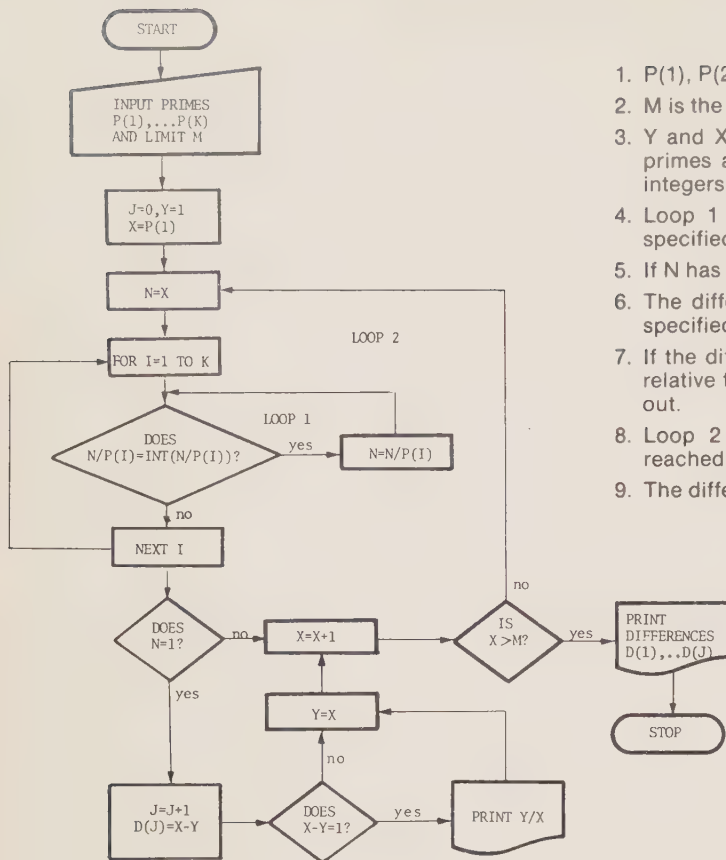 START
INPUT PRIMES
P(1),...P(K)
AND LIMIT M
J=0,Y=1
X=P(1)
N=X
FOR I=1 TO K
LOOP 2
LOOP 1
DOES
N/P(I)=INT(N/P(I))?
yes
N=N/P(I)
no
NEXT I
DOES
N=1?
no
X=X+1
IS
X>M?
no
yes
PRINT
DIFFERENCES
D(1),..D(J)
STOP
yes
Y=X
no
J=J+1
D(J)=X-Y
DOES
X-Y=1?
yes
PRINT Y/X
1. P(1), P(2
2. M is the
3. Y and X
primes a
integers
4. Loop 1
specifie
5. If N has
6. The diffe
specified
7. If the dif
relative t
out.
8. Loop 2
reached
9. The diffe